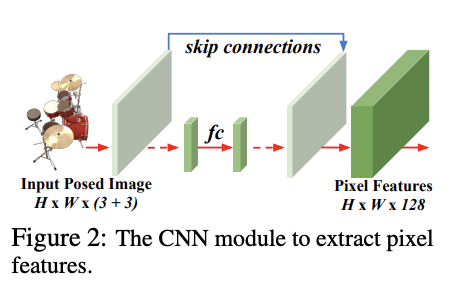 skip connections
fc
Input Posed Image
H x W x (3 + 3)
Pixel Features
H x W x 128
Figure 2: The CNN module to extract pixel
features.